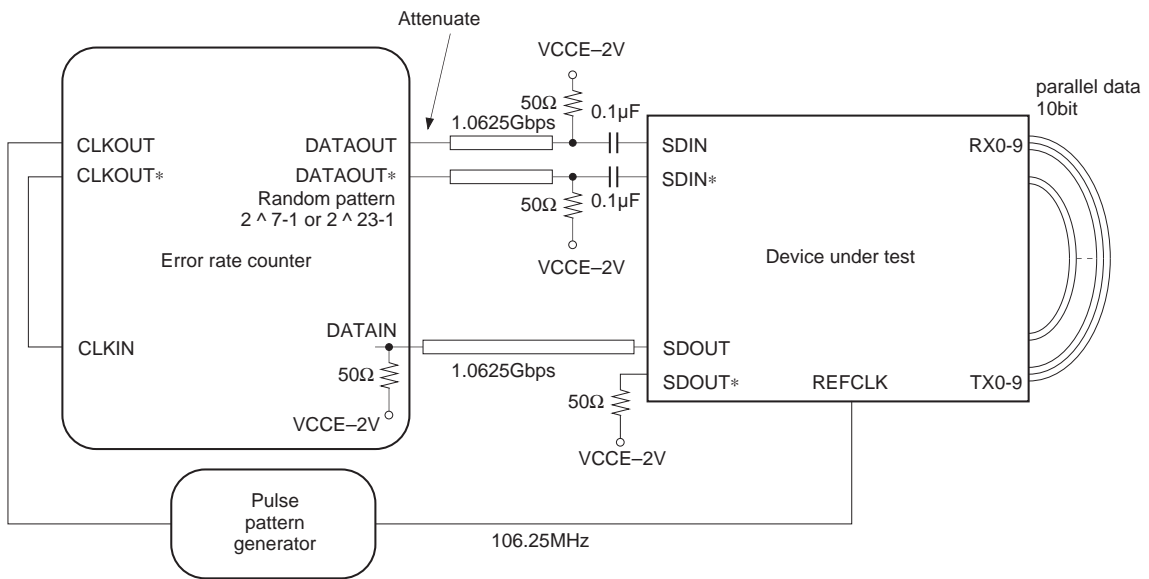 Attenuate
VCCE–2V
50Ω
0.1µF
1.0625Gbps
parallel data
10bit
CLKOUT
DATAOUT
SDIN
RX0-9
CLKOUT*
DATAOUT*
SDIN*
Random pattern
2 ^ 7-1 or 2 ^ 23-1
50Ω
0.1µF
VCCE–2V
Error rate counter
Device under test
CLKIN
DATAIN
SDOUT
50Ω
1.0625Gbps
SDOUT*
REFCLK
TX0-9
VCCE–2V
50Ω
VCCE–2V
Pulse
pattern
generator
106.25MHz